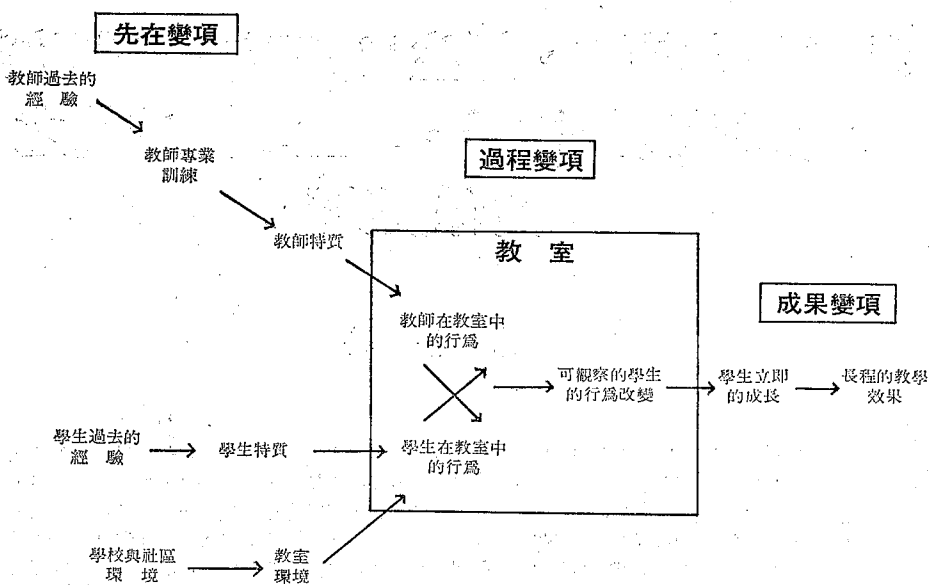 先在變項
教師過去的
經 驗
教師專業
訓練
過程變項
教師特質
教 室
成果變項
教師在教室中
的行爲
可觀察的學生
的行爲改變
學生立即
的成長
長程的教學
效果
學生過去的
經 驗
學生特質
學生在教室中
的行爲
學校與社區
環 境
教室
環境